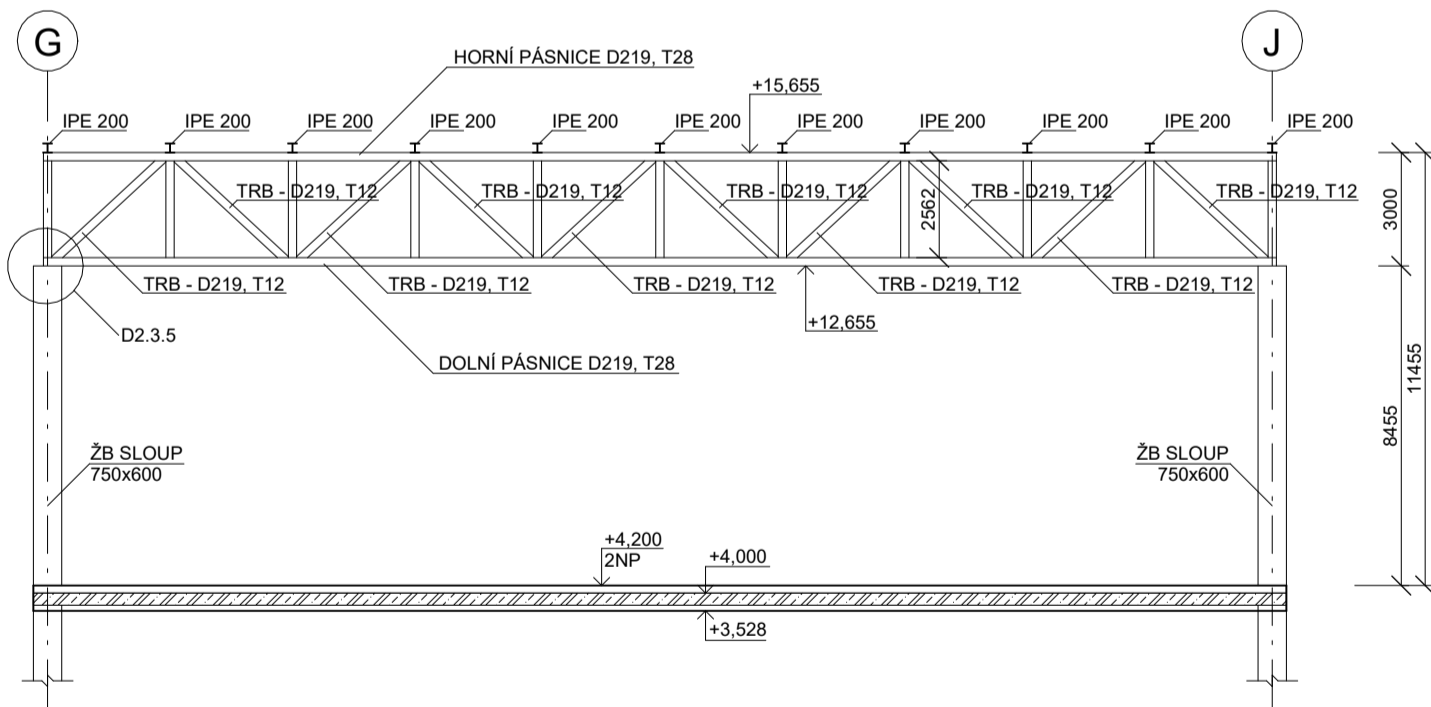 G
J
HORNÍ PÁSNICE D219, T28
+15,655
IPE 200
IPE 200
IPE 200
IPE 200
IPE 200
IPE 200
IPE 200
IPE 200
IPE 200
IPE 200
IPE 200
TRB - D219, T12
TRB - D219, T12
TRB - D219, T12
TRB - D219, T12
TRB - D219, T12
2562
3000
TRB - D219, T12
TRB - D219, T12
TRB - D219, T12
TRB - D219, T12
TRB - D219, T12
D2.3.5
+12,655
DOLNÍ PÁSNICE D219, T28
11455
8455
ŽB SLOUP
750x600
ŽB SLOUP
750x600
+4,200
2NP
+4,000
+3,528